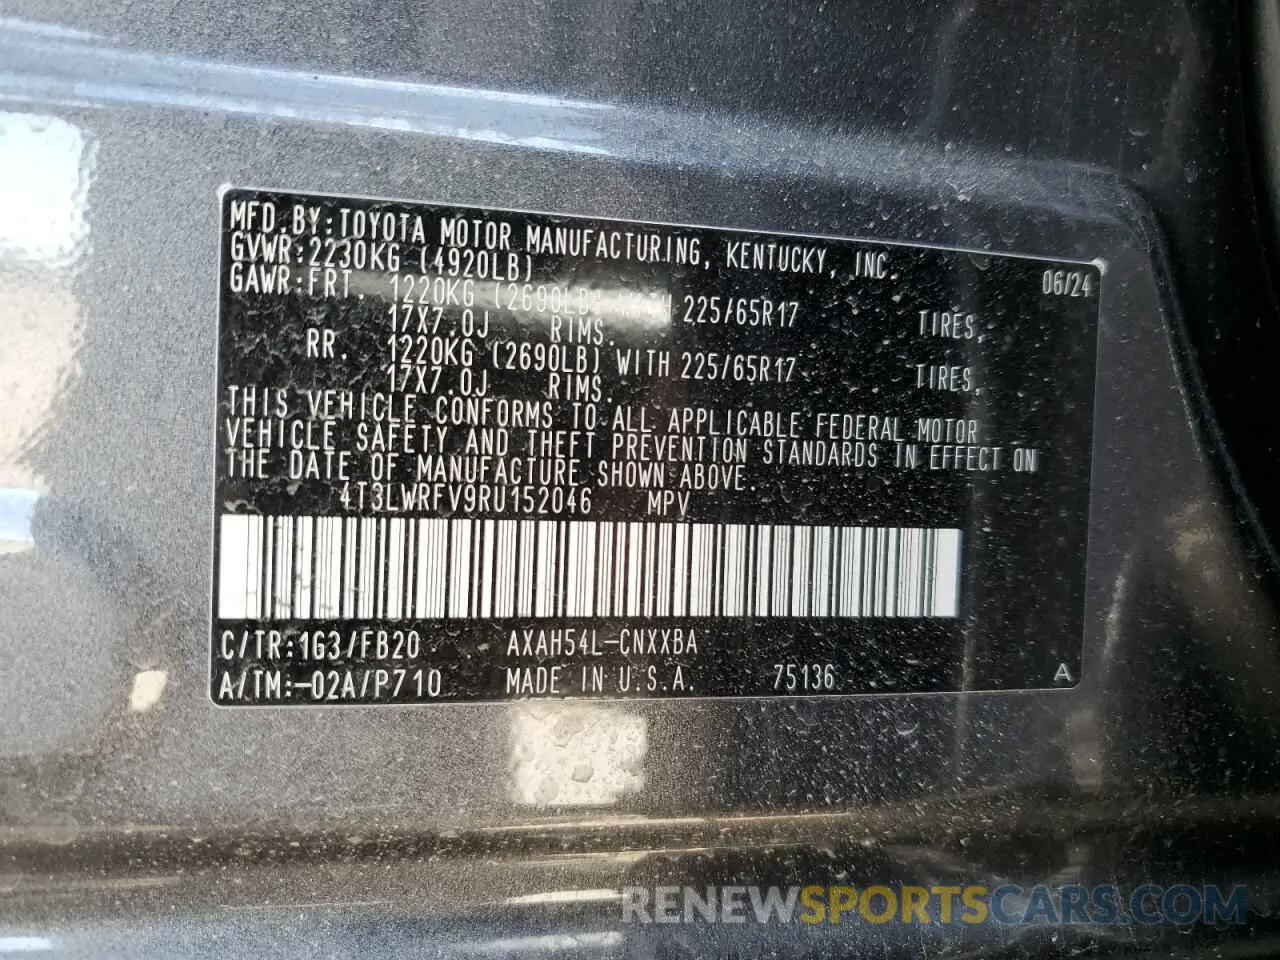 MFD.BY:TOYOTA MOTOR MANUFACTURING, KENTUCKY, INC.
GVWR:2230KG (4920LB) 06/24
GAWR:FRT. 1220KG (2690LB) WITH 225/65R17 TIRES,
17X7.0J RIMS.
RR. 1220KG (2690LB) WITH 225/65R17 TIRES,
17X7.0J RIMS.
THIS VEHICLE CONFORMS TO ALL APPLICABLE FEDERAL MOTOR
VEHICLE SAFETY AND THEFT PREVENTION STANDARDS IN EFFECT ON
THE DATE OF MANUFACTURE SHOWN ABOVE.
4T3LWRFV9RU152046 MPV
C/TR:1G3/FB20 AXAH54L-CNXXBA
A/TM:-02A/P710 MADE IN U.S.A. 75136 A
RENEWSPORTSCARS.COM